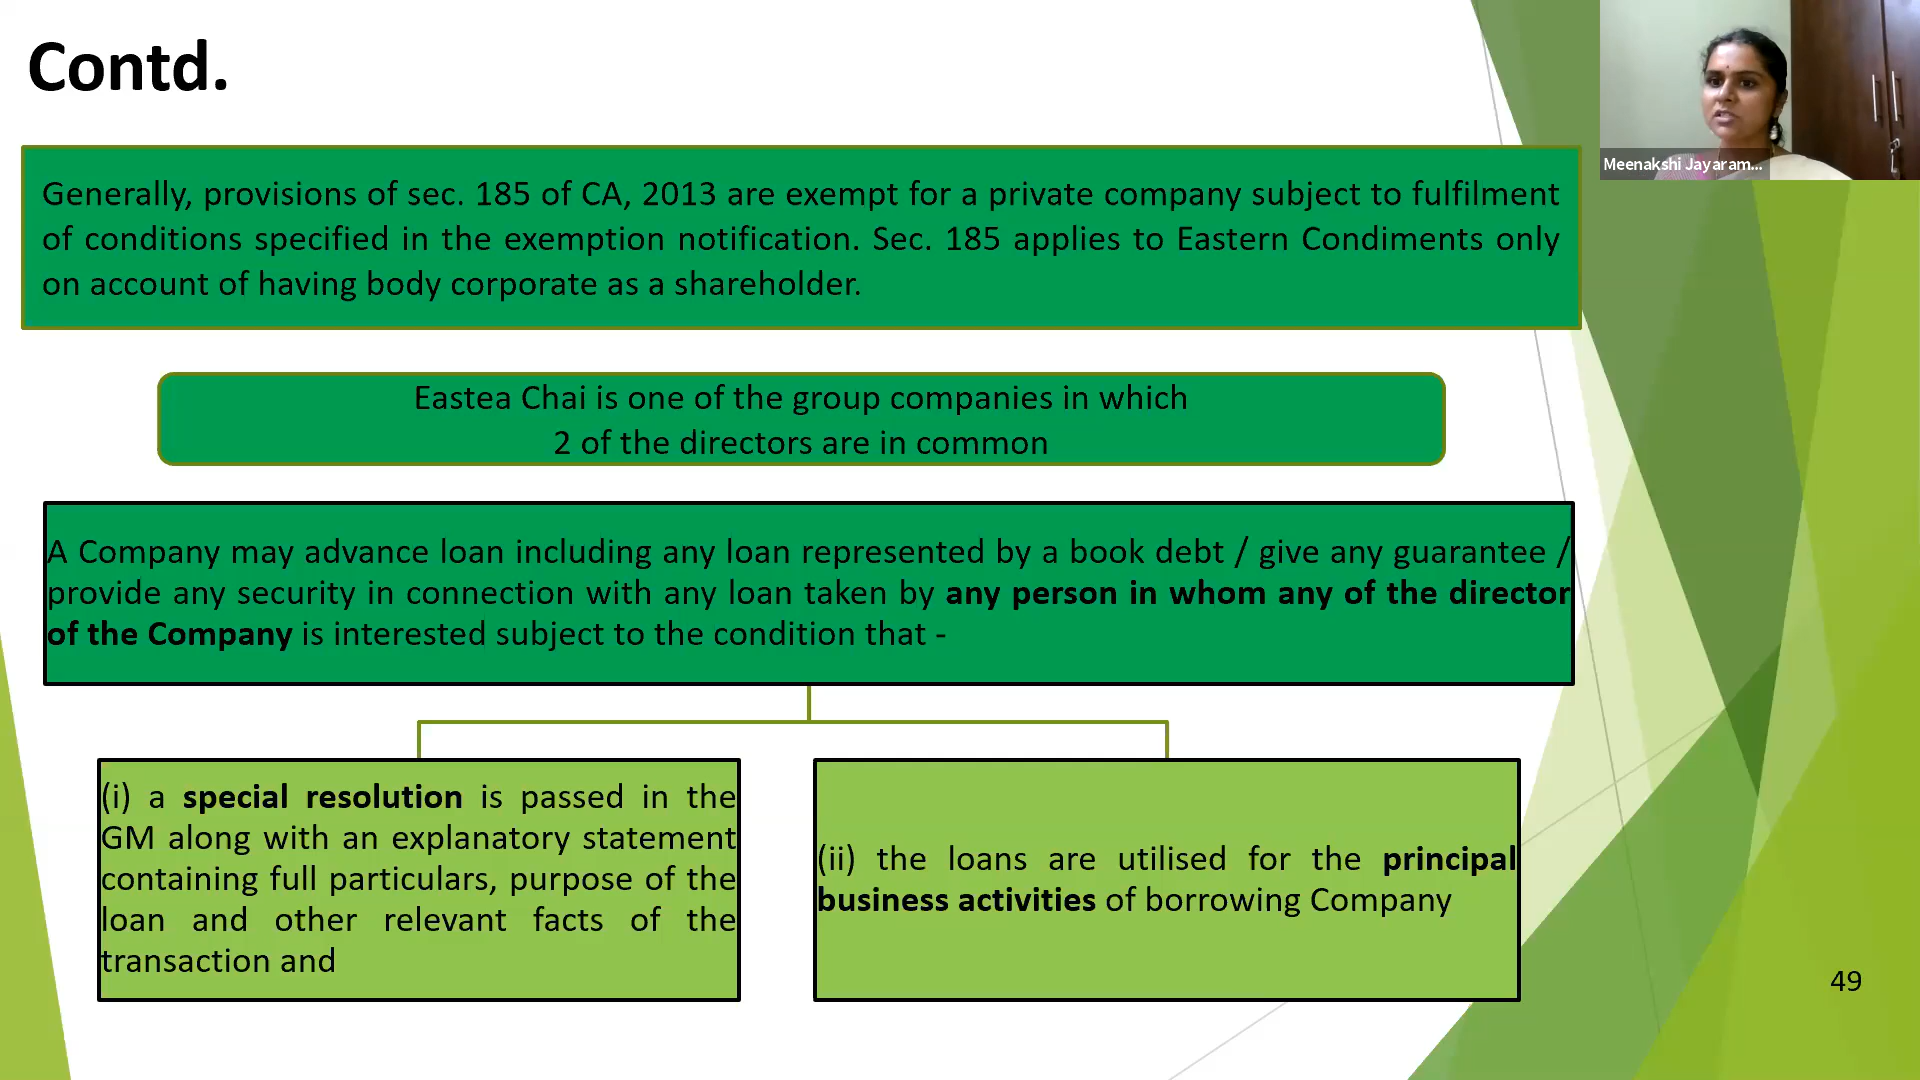 Contd.
Meenakshi Jayaram...
Generally, provisions of sec. 185 of CA, 2013 are exempt for a private company subject to fulfilment
of conditions specified in the exemption notification. Sec. 185 applies to Eastern Condiments only
on account of having body corporate as a shareholder.
Eastea Chai is one of the group companies in which
2 of the directors are in common
A Company may advance loan including any loan represented by a book debt / give any guarantee /
provide any security in connection with any loan taken by any person in whom any of the director
of the Company is interested subject to the condition that -
(i) a special resolution is passed in the
GM along with an explanatory statement
containing full particulars, purpose of the
loan and other relevant facts of the
transaction and
(ii) the loans are utilised for the principal
business activities of borrowing Company
49